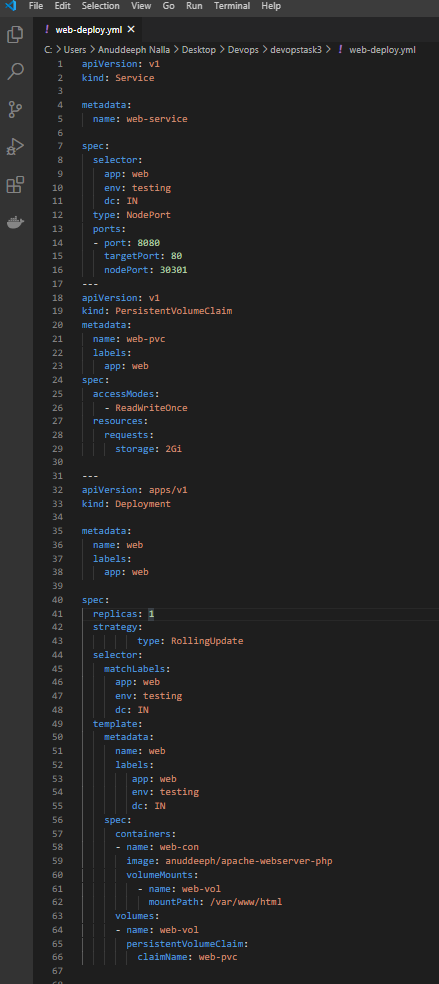 File Edit Selection View Go Run Terminal Help
! web-deploy.yml ×
C: > Users > Anuddeeph Nalla > Desktop > Devops > devopstask3 > ! web-deploy.yml
1 apiVersion: v1
2 kind: Service
3
4 metadata:
5   name: web-service
6
7 spec:
8   selector:
9     app: web
10     env: testing
11     dc: IN
12   type: NodePort
13   ports:
14   - port: 8080
15     targetPort: 80
16     nodePort: 30301
17 ---
18 apiVersion: v1
19 kind: PersistentVolumeClaim
20 metadata:
21   name: web-pvc
22   labels:
23     app: web
24 spec:
25   accessModes:
26     - ReadWriteOnce
27   resources:
28     requests:
29       storage: 2Gi
30
31 ---
32 apiVersion: apps/v1
33 kind: Deployment
34
35 metadata:
36   name: web
37   labels:
38     app: web
39
40 spec:
41   replicas: 1
42   strategy:
43           type: RollingUpdate
44   selector:
45     matchLabels:
46       app: web
47       env: testing
48       dc: IN
49   template:
50     metadata:
51       name: web
52       labels:
53          app: web
54          env: testing
55          dc: IN
56     spec:
57       containers:
58       - name: web-con
59         image: anuddeeph/apache-webserver-php
60         volumeMounts:
61           - name: web-vol
62             mountPath: /var/www/html
63       volumes:
64       - name: web-vol
65         persistentVolumeClaim:
66           claimName: web-pvc
67
68